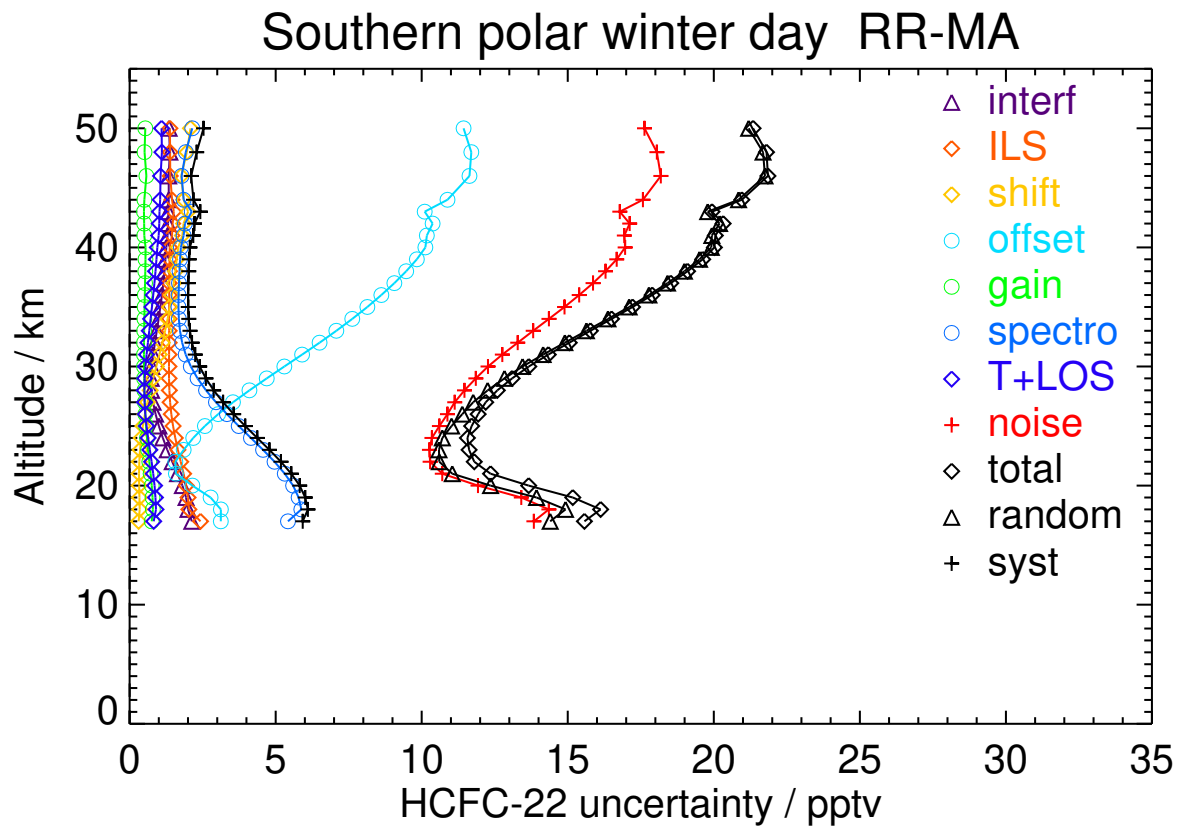 Southern polar winter day RR-MA
Altitude / km
50
40
30
20
10
0
0 5 10 15 20 25 30 35
HCFC-22 uncertainty / pptv
interf
ILS
shift
offset
gain
spectro
T+LOS
noise
total
random
syst